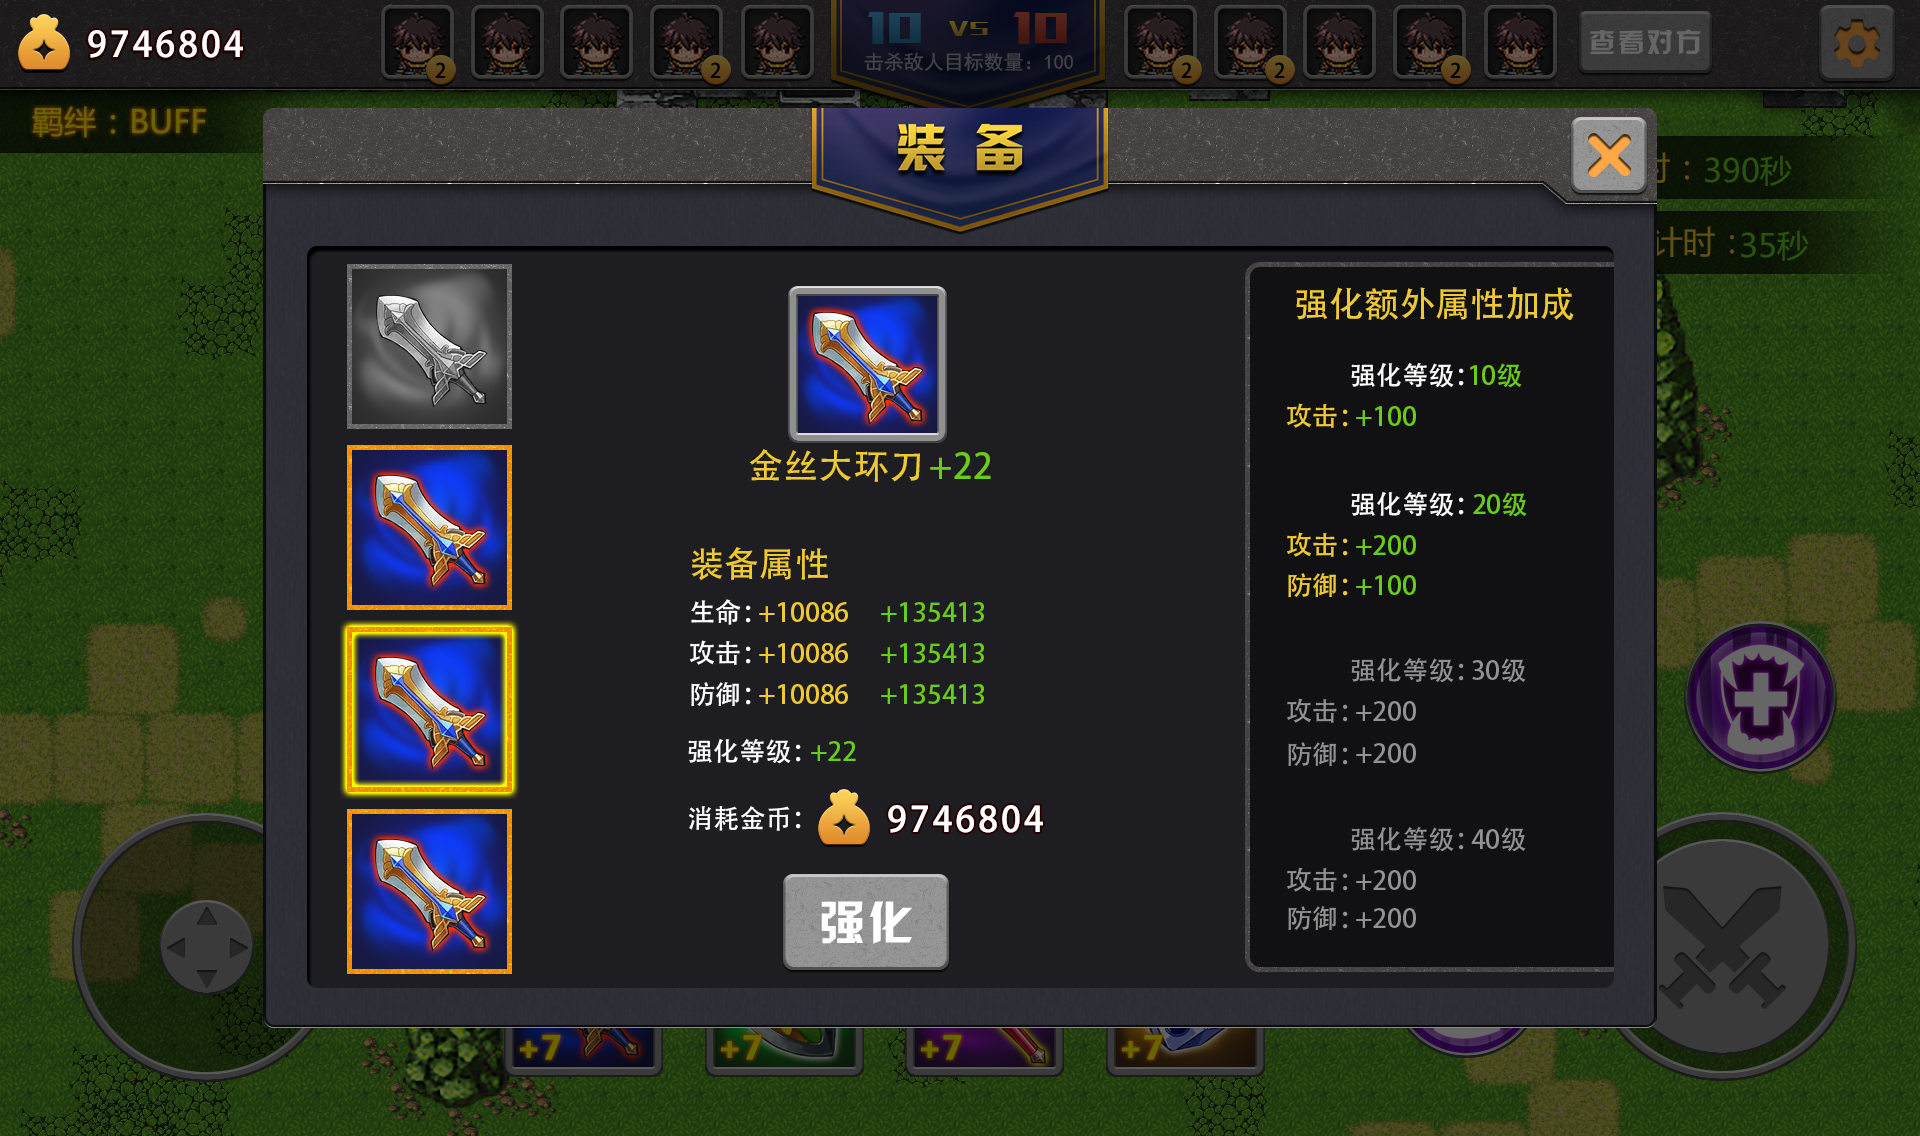 9746804
2
2
10 VS 10
击杀敌人目标数量：100
2
2
2
查看对方
羁绊：BUFF
装备
时：390秒
计时：35秒
金丝大环刀+22
装备属性
生命：+10086 +135413
攻击：+10086 +135413
防御：+10086 +135413
强化等级：+22
消耗金币： 9746804
强化
强化额外属性加成
强化等级：10级
攻击：+100
强化等级：20级
攻击：+200
防御：+100
强化等级：30级
攻击：+200
防御：+200
强化等级：40级
攻击：+200
防御：+200
+7
+7
+7
+7